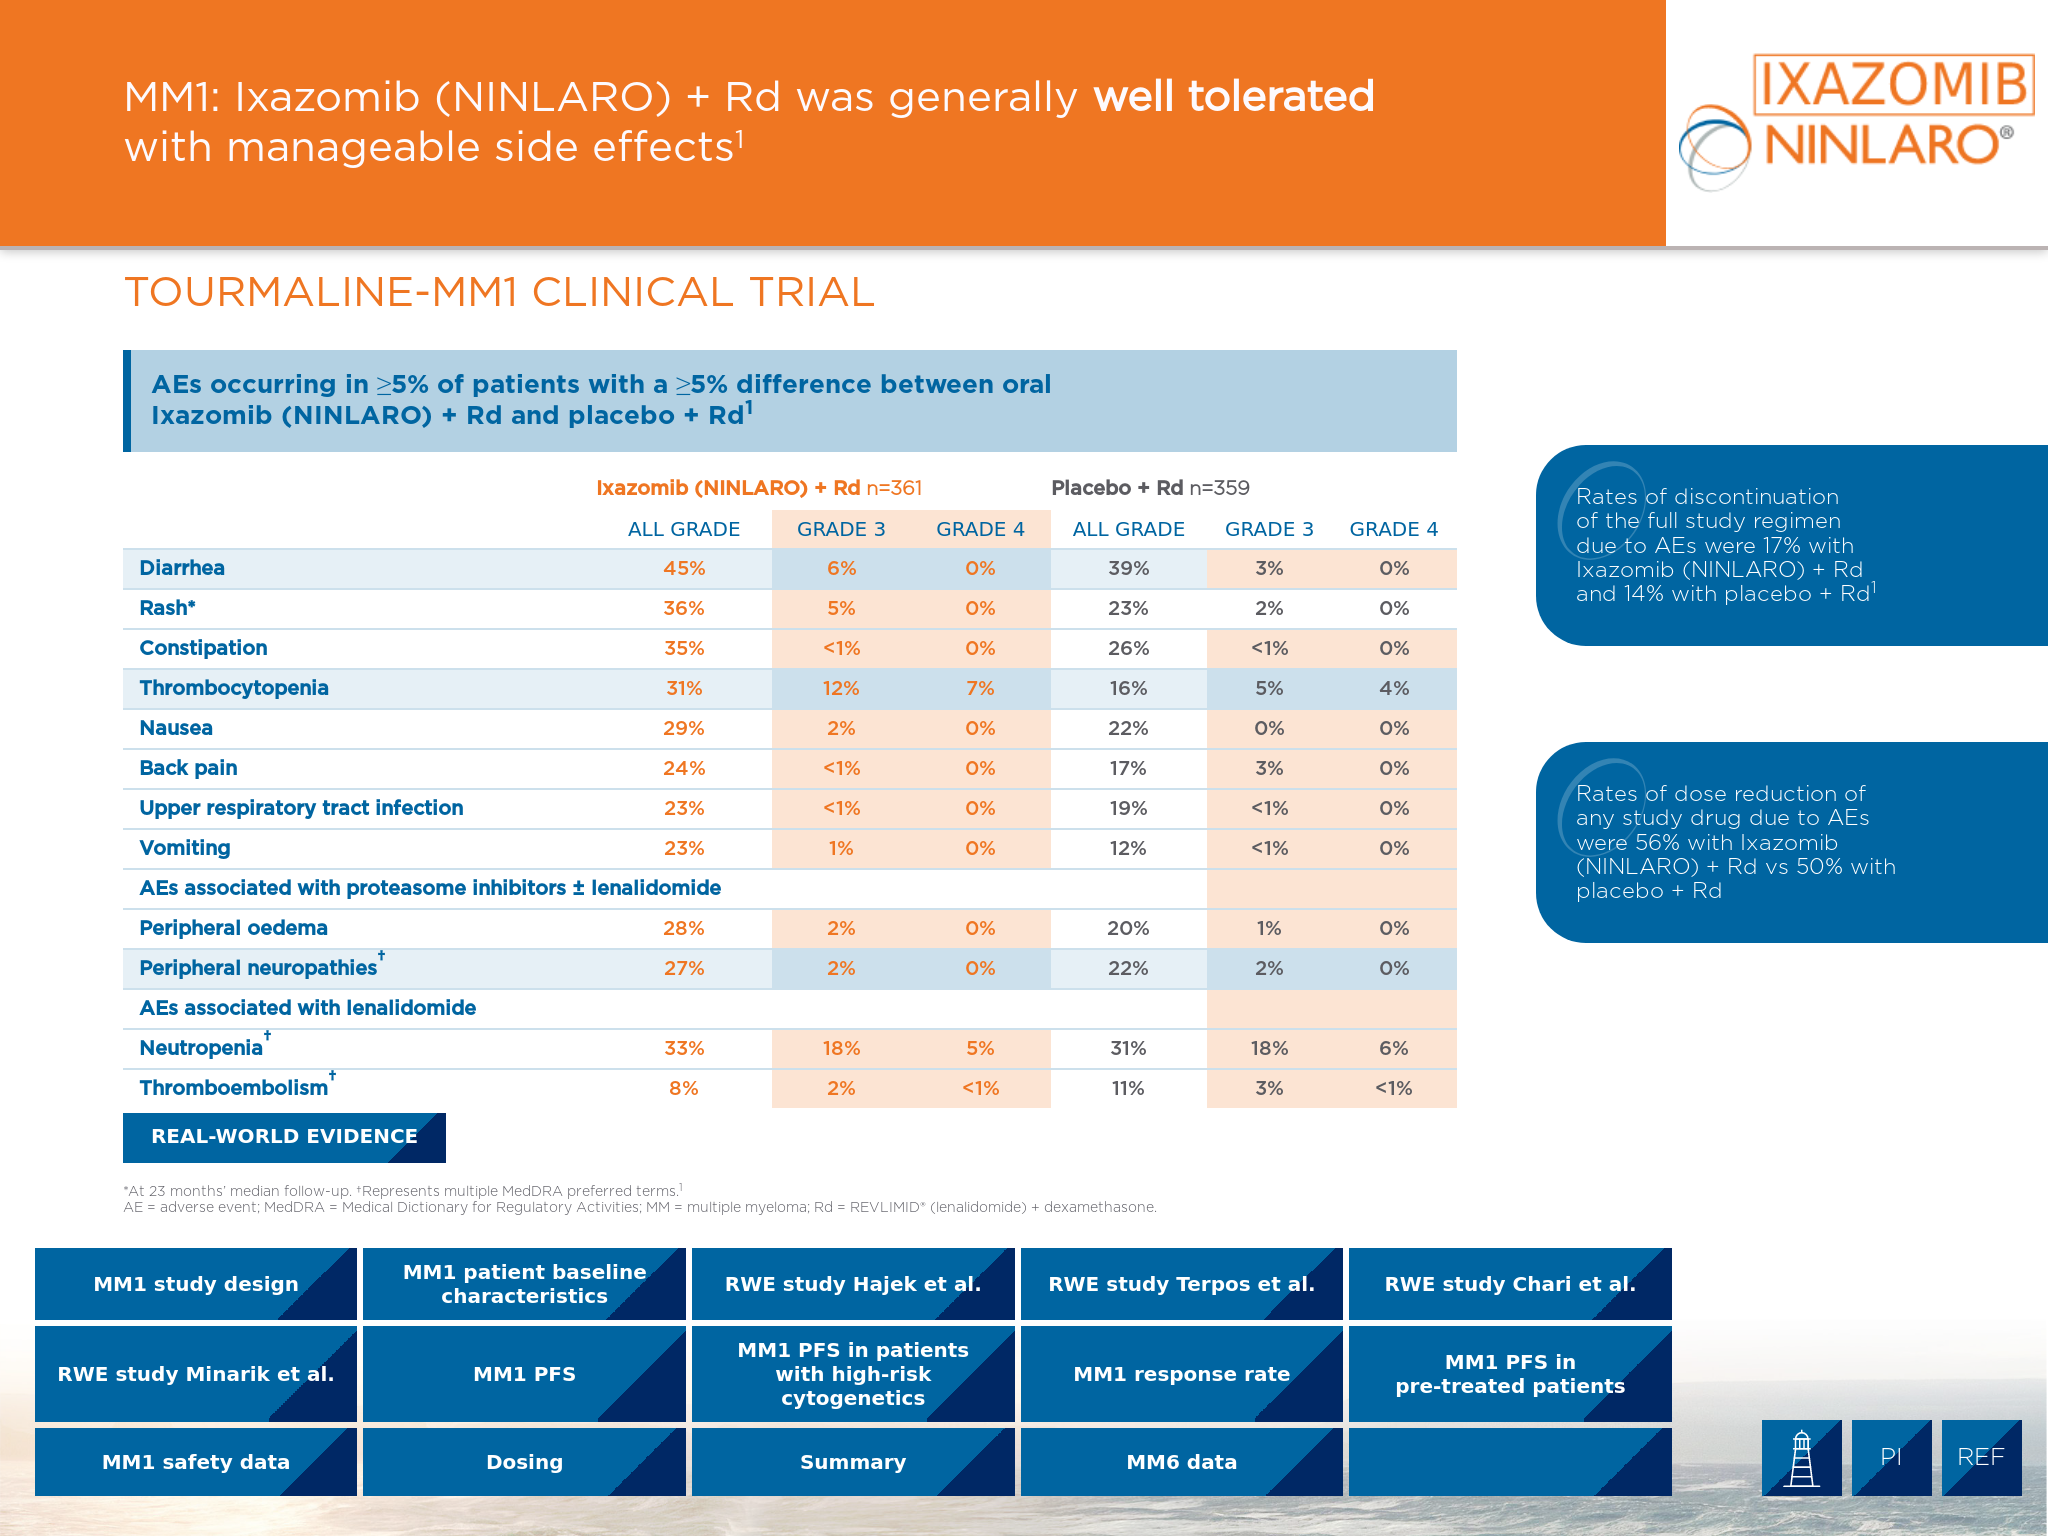 MM1: Ixazomib (NINLARO) + Rd was generally well tolerated
with manageable side effects1
IXAZOMIB
NINLARO®
TOURMALINE-MM1 CLINICAL TRIAL
AEs occurring in ≥5% of patients with a ≥5% difference between oral
Ixazomib (NINLARO) + Rd and placebo + Rd1
Ixazomib (NINLARO) + Rd n=361 Placebo + Rd n=359
ALL GRADE GRADE 3 GRADE 4 ALL GRADE GRADE 3 GRADE 4
Diarrhea 45% 6% 0% 39% 3% 0%
Rash* 36% 5% 0% 23% 2% 0%
Constipation 35% <1% 0% 26% <1% 0%
Thrombocytopenia 31% 12% 7% 16% 5% 4%
Nausea 29% 2% 0% 22% 0% 0%
Back pain 24% <1% 0% 17% 3% 0%
Upper respiratory tract infection 23% <1% 0% 19% <1% 0%
Vomiting 23% 1% 0% 12% <1% 0%
AEs associated with proteasome inhibitors ± lenalidomide
Peripheral oedema 28% 2% 0% 20% 1% 0%
Peripheral neuropathies† 27% 2% 0% 22% 2% 0%
AEs associated with lenalidomide
Neutropenia† 33% 18% 5% 31% 18% 6%
Thromboembolism† 8% 2% <1% 11% 3% <1%
Rates of discontinuation
of the full study regimen
due to AEs were 17% with
Ixazomib (NINLARO) + Rd
and 14% with placebo + Rd1
Rates of dose reduction of
any study drug due to AEs
were 56% with Ixazomib
(NINLARO) + Rd vs 50% with
placebo + Rd
REAL-WORLD EVIDENCE
*At 23 months' median follow-up. †Represents multiple MedDRA preferred terms.1
AE = adverse event; MedDRA = Medical Dictionary for Regulatory Activities; MM = multiple myeloma; Rd = REVLIMID® (lenalidomide) + dexamethasone.
MM1 study design
MM1 patient baseline
characteristics
RWE study Hajek et al.
RWE study Terpos et al.
RWE study Chari et al.
RWE study Minarik et al.
MM1 PFS
MM1 PFS in patients
with high-risk
cytogenetics
MM1 response rate
MM1 PFS in
pre-treated patients
MM1 safety data
Dosing
Summary
MM6 data
PI
REF